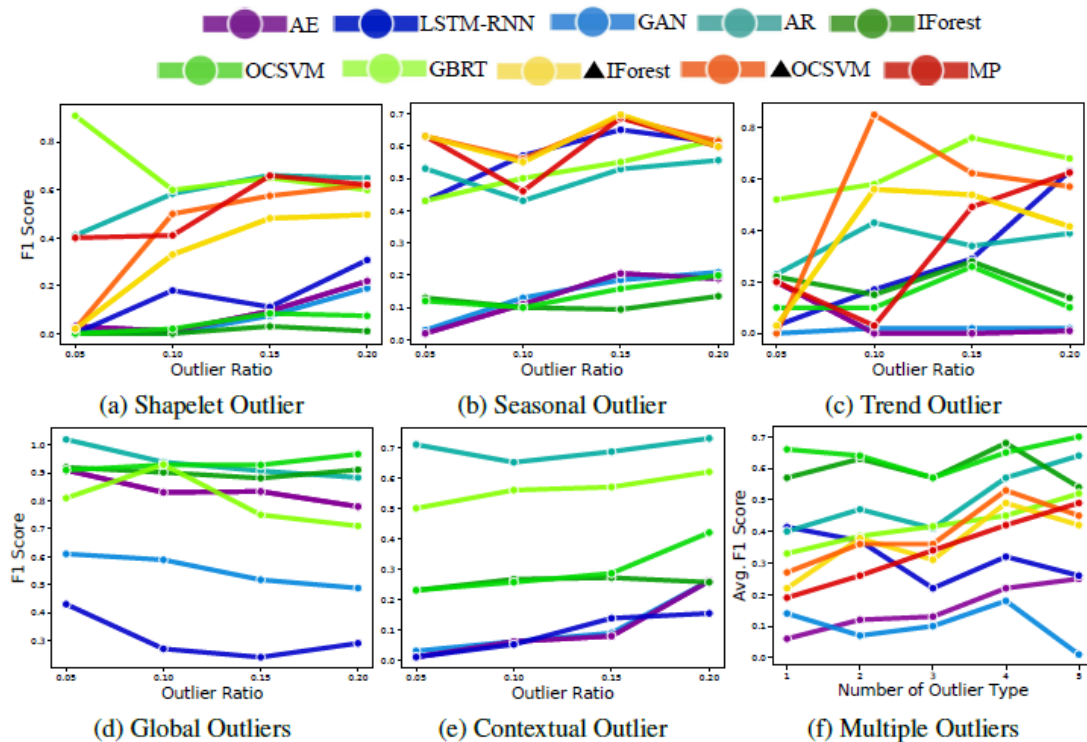 AE LSTM-RNN GAN AR IForest
OCSVM GBRT ▲IForest ▲OCSVM MP
F1 Score
0.8
0.6
0.4
0.2
0.0
0.05 0.10 0.15 0.20
Outlier Ratio
(a) Shapelet Outlier
0.7
0.6
0.5
0.4
0.3
0.2
0.1
0.0
0.05 0.10 0.15 0.20
Outlier Ratio
(b) Seasonal Outlier
0.8
0.6
0.4
0.2
0.0
0.05 0.10 0.15 0.20
Outlier Ratio
(c) Trend Outlier
F1 Score
1.0
0.9
0.8
0.7
0.6
0.5
0.4
0.3
0.05 0.10 0.15 0.20
Outlier Ratio
(d) Global Outliers
0.7
0.6
0.5
0.4
0.3
0.2
0.1
0.0
0.05 0.10 0.15 0.20
Outlier Ratio
(e) Contextual Outlier
Avg. F1 Score
0.7
0.6
0.5
0.4
0.3
0.2
0.1
0.0
1 2 3 4 5
Number of Outlier Type
(f) Multiple Outliers